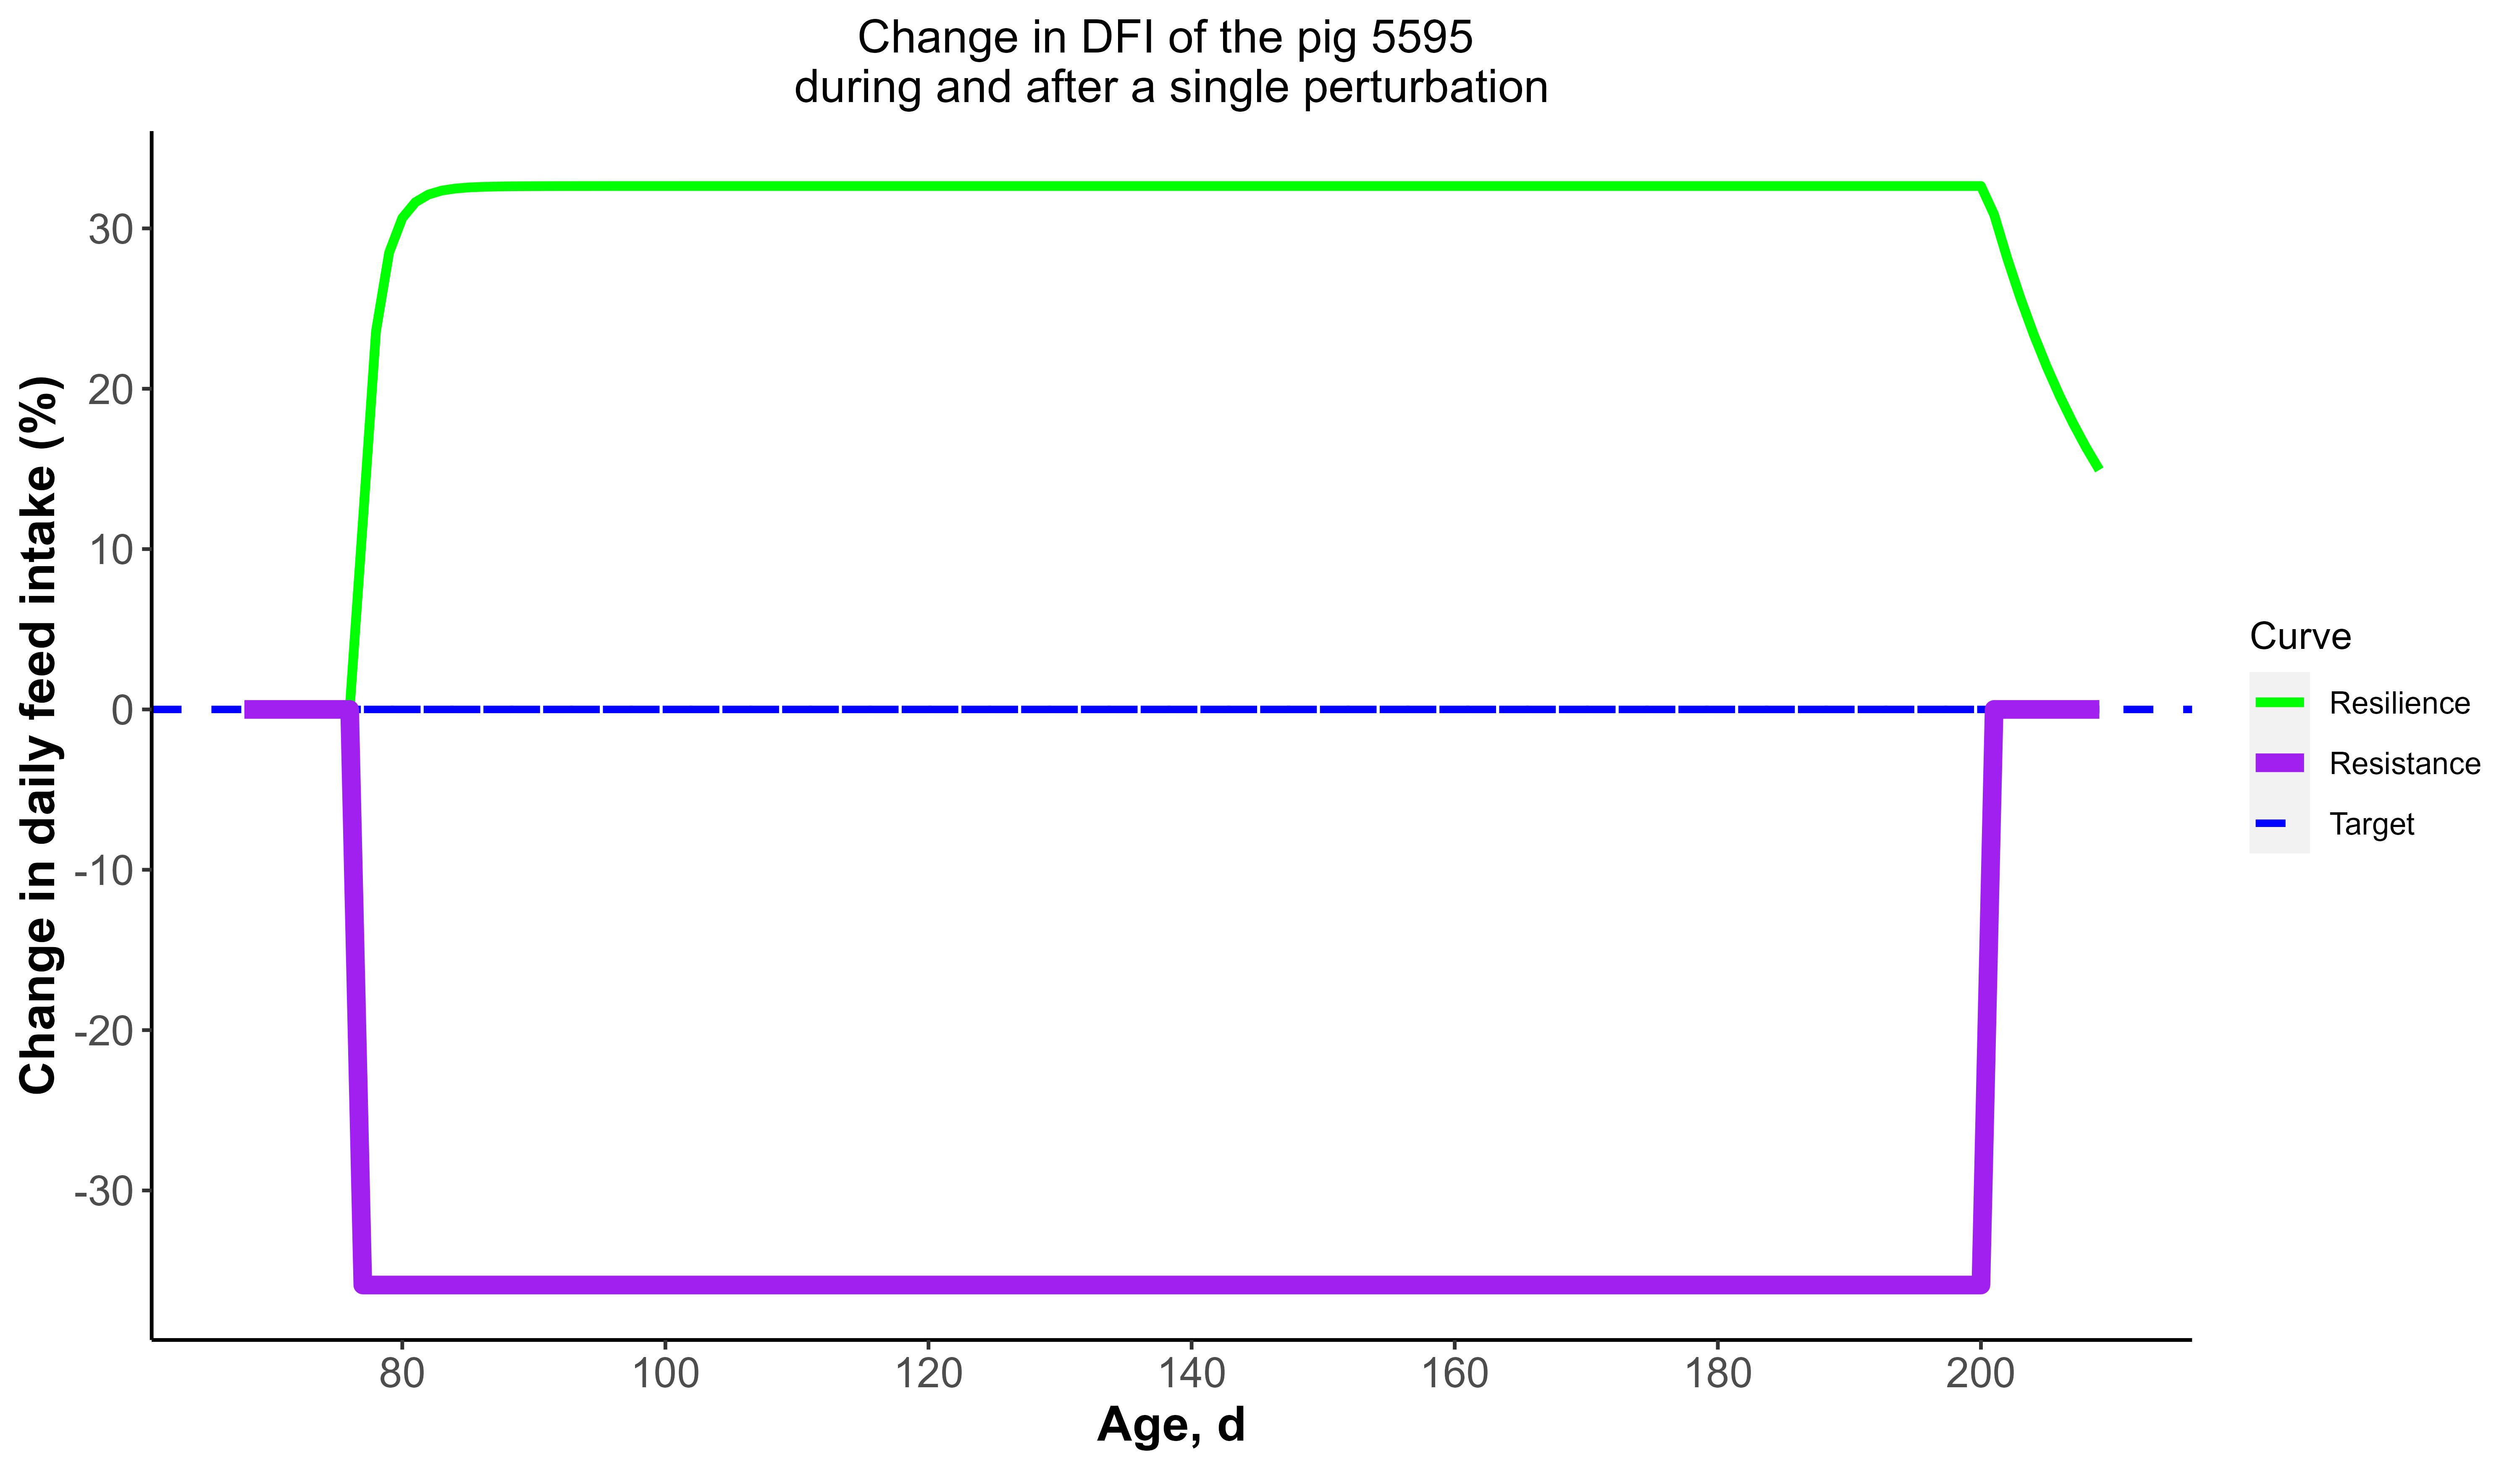 Change in DFI of the pig 5595
during and after a single perturbation
Change in daily feed intake (%)
30
20
10
0
-10
-20
-30
80 100 120 140 160 180 200
Age, d
Curve
Resilience
Resistance
Target